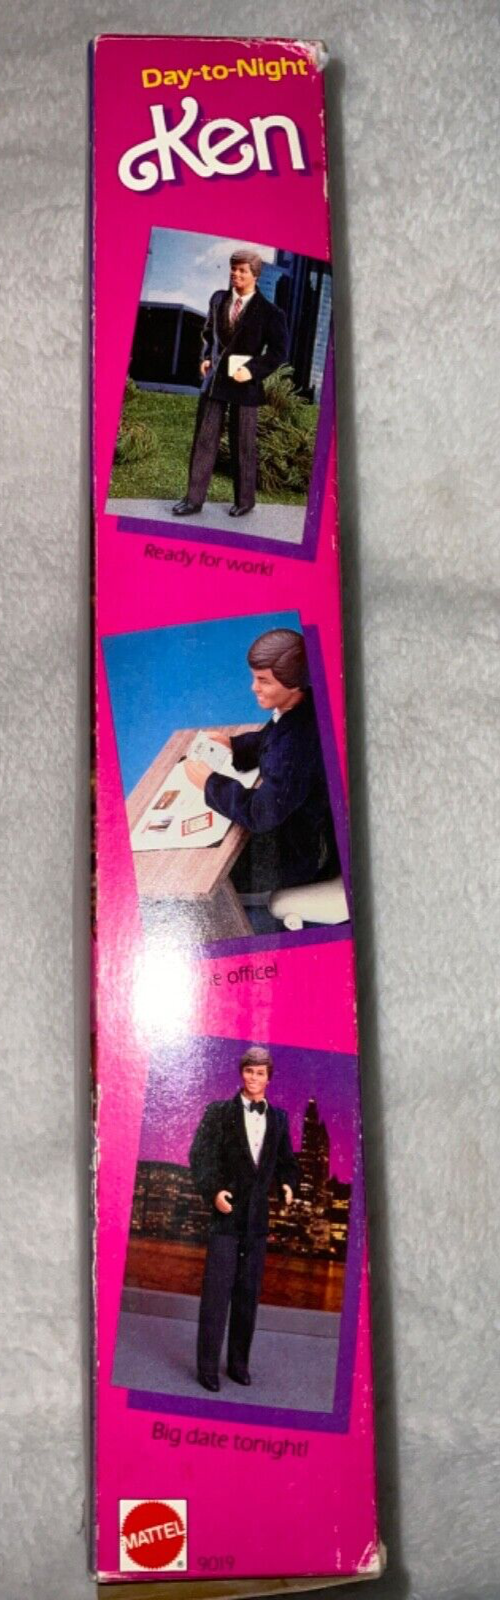 Day-to-Night
Ken
Ready for work!
office!
Big date tonight!
MATTEL
®
9019